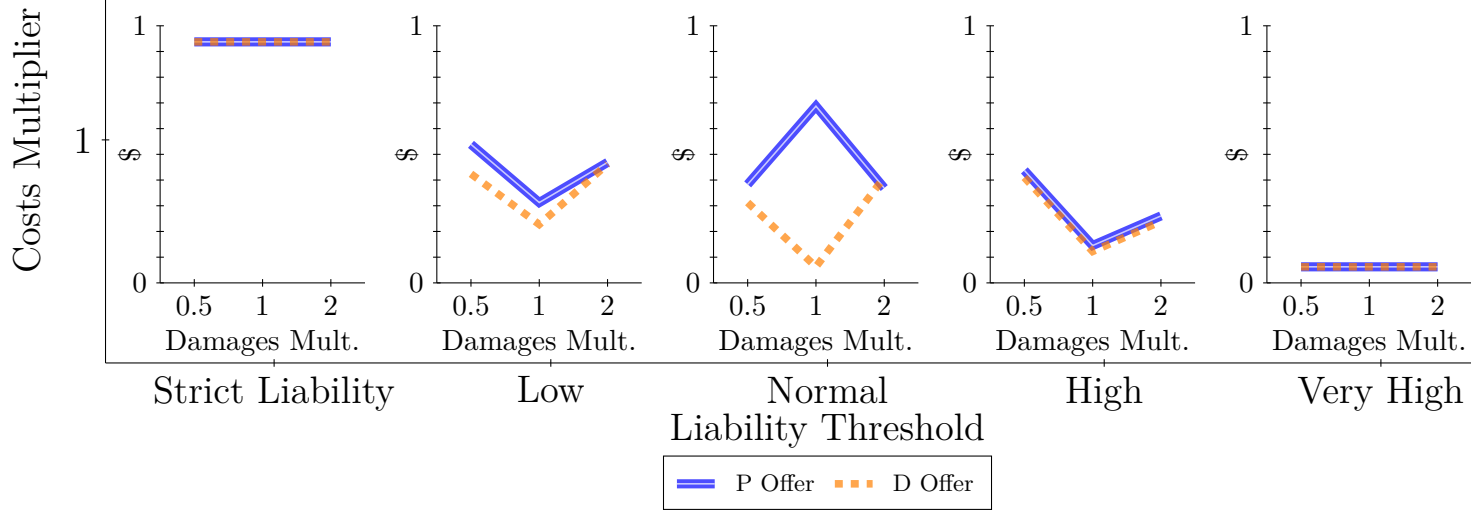 Costs Multiplier
1
1
$
0
0.5 1 2
Damages Mult.
1
$
0
0.5 1 2
Damages Mult.
1
$
0
0.5 1 2
Damages Mult.
1
$
0
0.5 1 2
Damages Mult.
1
$
0
0.5 1 2
Damages Mult.
Strict Liability Low Normal High Very High
Liability Threshold
P Offer D Offer